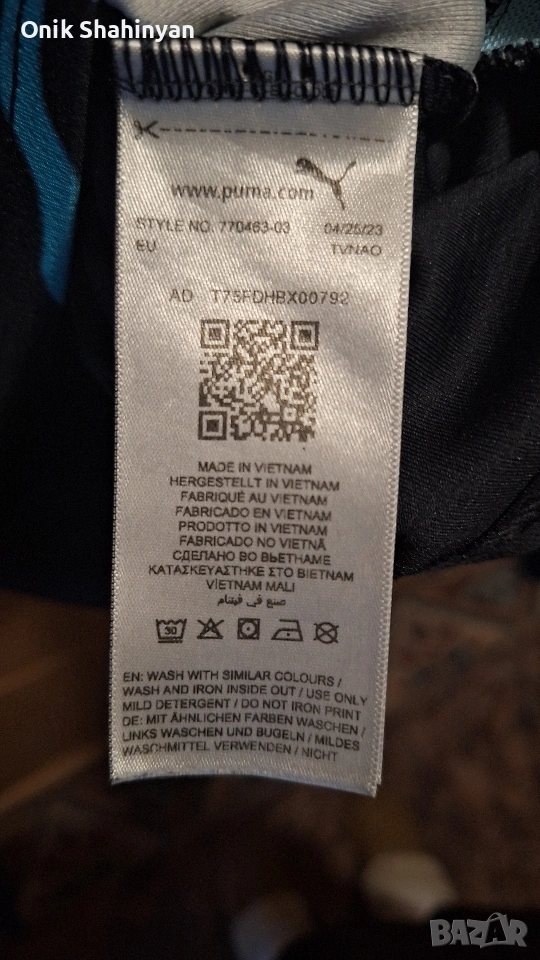 Onik Shahinyan
www.puma.com
STYLE NO. 770463-03 04/25/23
EU TVNAO
AD T75FDHBX00792
MADE IN VIETNAM
HERGESTELLT IN VIETNAM
FABRIQUÉ AU VIETNAM
FABRICADO EN VIETNAM
PRODOTTO IN VIETNAM
FABRICADO NO VIETNÃ
СДЕЛАНО ВО ВЬЕТНАМЕ
ΚΑΤΑΣΚΕΥΑΣΤΗΚΕ ΣΤΟ ΒΙΕΤΝΑΜ
VİETNAM MALI
صنع في فيتنام
30
EN: WASH WITH SIMILAR COLOURS /
WASH AND IRON INSIDE OUT / USE ONLY
MILD DETERGENT / DO NOT IRON PRINT
DE: MIT ÄHNLICHEN FARBEN WASCHEN /
LINKS WASCHEN UND BÜGELN / MILDES
WASCHMITTEL VERWENDEN / NICHT
BAZAR